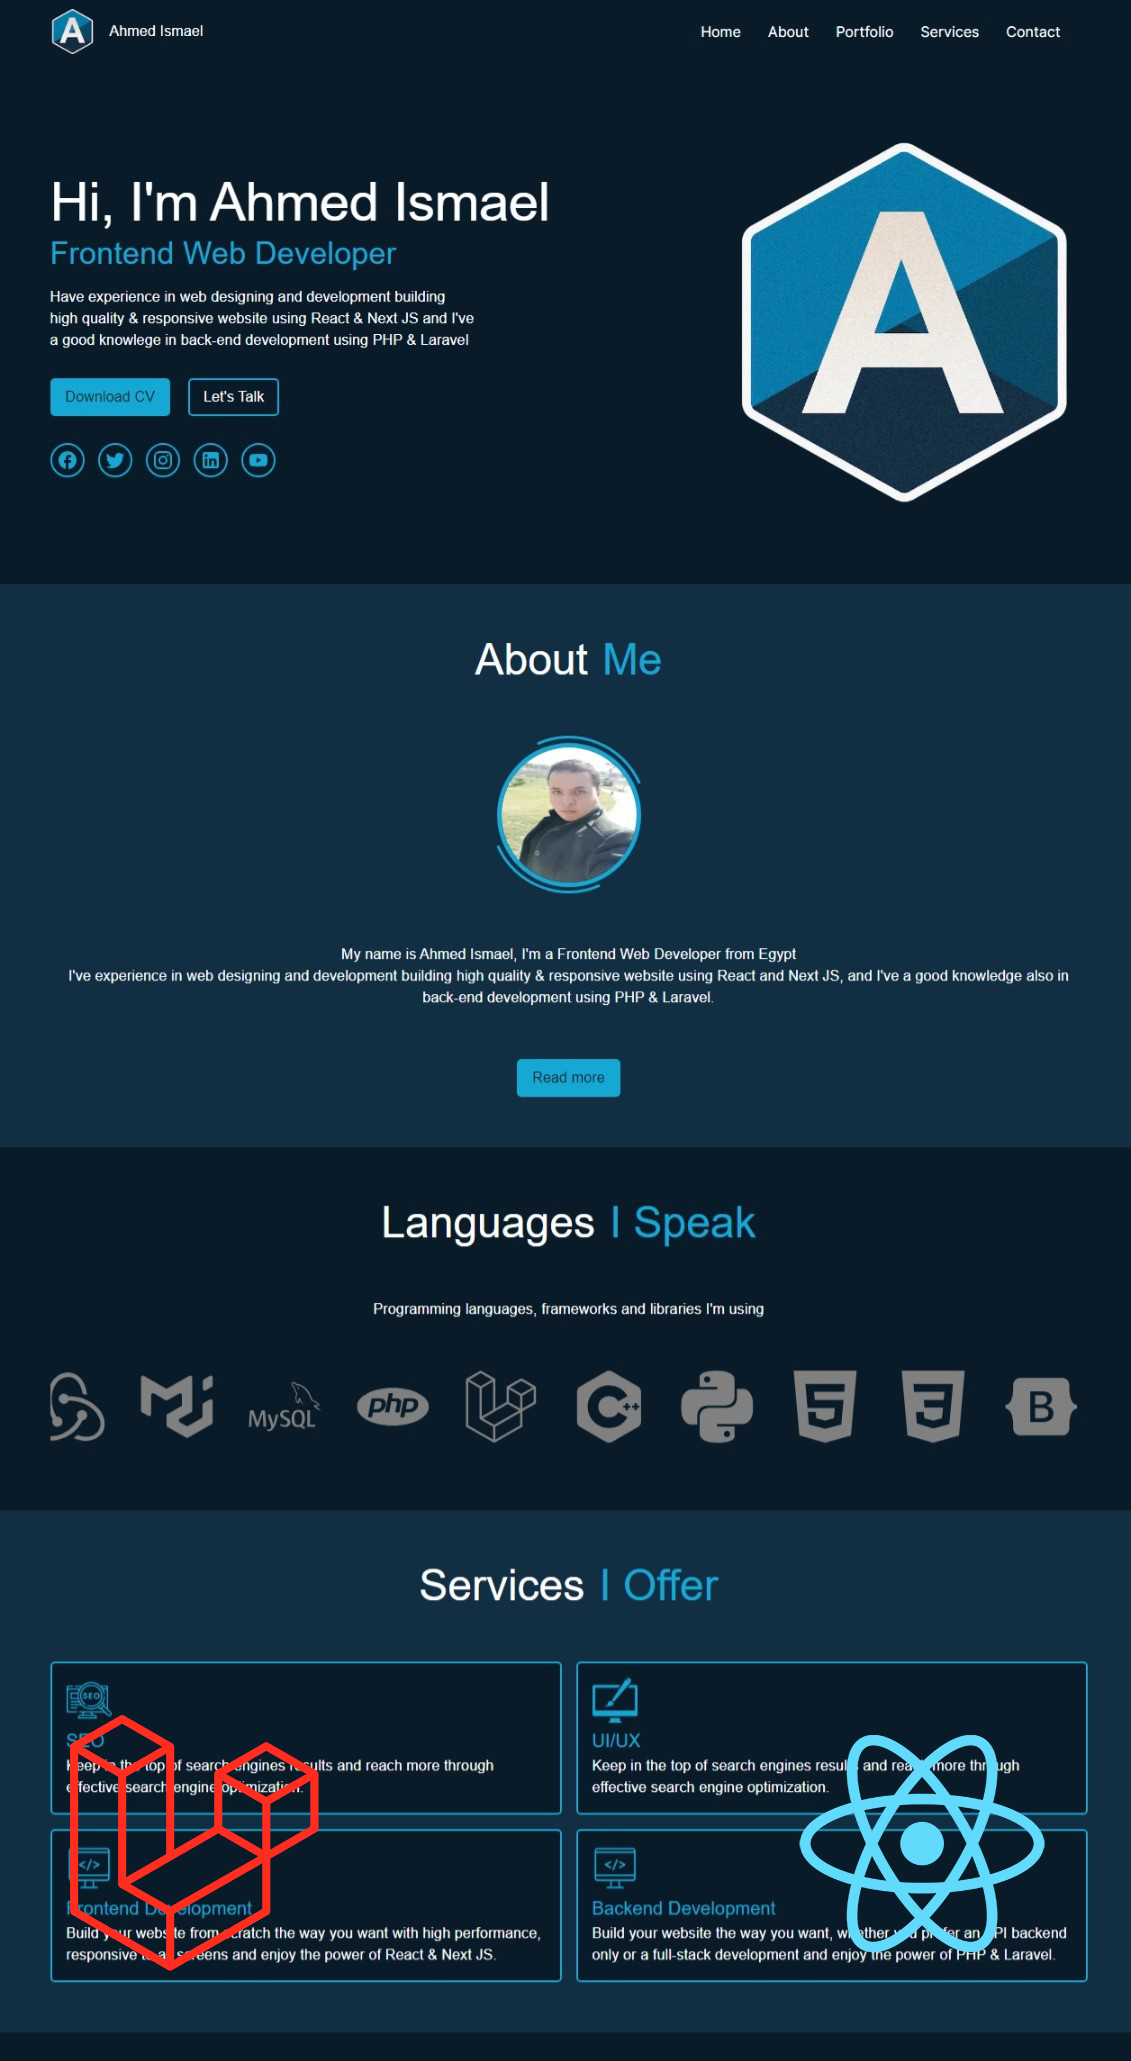 Ahmed Ismael
Home About Portfolio Services Contact
Hi, I'm Ahmed Ismael
Frontend Web Developer
Have experience in web designing and development building
high quality & responsive website using React & Next JS and I've
a good knowlege in back-end development using PHP & Laravel
Download CV Let's Talk
About Me
My name is Ahmed Ismael, I'm a Frontend Web Developer from Egypt
I've experience in web designing and development building high quality & responsive website using React and Next JS, and I've a good knowledge also in
back-end development using PHP & Laravel.
Read more
Languages I Speak
Programming languages, frameworks and libraries I'm using
MySQL php C++ 5 3 B
Services I Offer
SEO
SEO
Keep in the top of search engines results and reach more through
effective search engine optimization.
UI/UX
Keep in the top of search engines results and reach more through
effective search engine optimization.
</>
Frontend Development
Build your website from scratch the way you want with high performance,
responsive to all screens and enjoy the power of React & Next JS.
</>
Backend Development
Build your website the way you want, whether you prefer an API backend
only or a full-stack development and enjoy the power of PHP & Laravel.